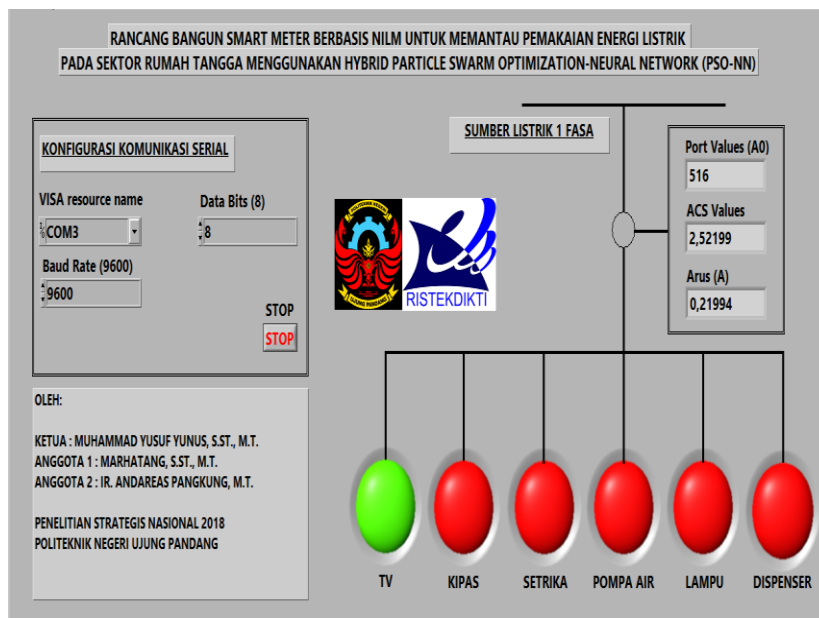 RANCANG BANGUN SMART METER BERBASIS NILM UNTUK MEMANTAU PEMAKAIAN ENERGI LISTRIK
PADA SEKTOR RUMAH TANGGA MENGGUNAKAN HYBRID PARTICLE SWARM OPTIMIZATION-NEURAL NETWORK (PSO-NN)
KONFIGURASI KOMUNIKASI SERIAL
VISA resource name
COM3
Data Bits (8)
8
Baud Rate (9600)
9600
STOP
STOP
SUMBER LISTRIK 1 FASA
Port Values (A0)
516
ACS Values
2,52199
Arus (A)
0,21994
POLITEKNIK NEGERI
UJUNG PANDANG
RISTEKDIKTI
OLEH:
KETUA : MUHAMMAD YUSUF YUNUS, S.ST., M.T.
ANGGOTA 1 : MARHATANG, S.ST., M.T.
ANGGOTA 2 : IR. ANDAREAS PANGKUNG, M.T.
PENELITIAN STRATEGIS NASIONAL 2018
POLITEKNIK NEGERI UJUNG PANDANG
TV
KIPAS
SETRIKA
POMPA AIR
LAMPU
DISPENSER